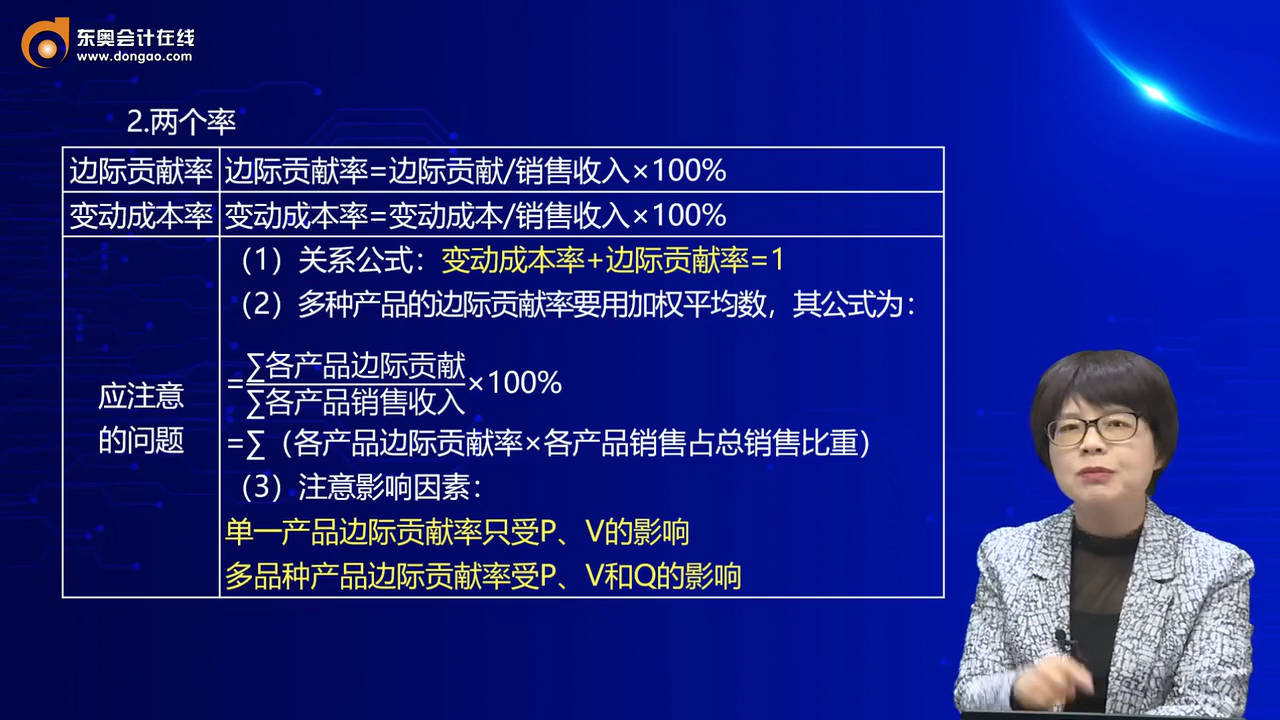 东奥会计在线
www.dongao.com
2.两个率
边际贡献率 边际贡献率=边际贡献/销售收入×100%
变动成本率 变动成本率=变动成本/销售收入×100%
应注意
的问题
（1）关系公式：变动成本率+边际贡献率=1
（2）多种产品的边际贡献率要用加权平均数，其公式为：
=∑各产品边际贡献
∑各产品销售收入
×100%
=∑（各产品边际贡献率×各产品销售占总销售比重）
（3）注意影响因素：
单一产品边际贡献率只受P、V的影响
多品种产品边际贡献率受P、V和Q的影响